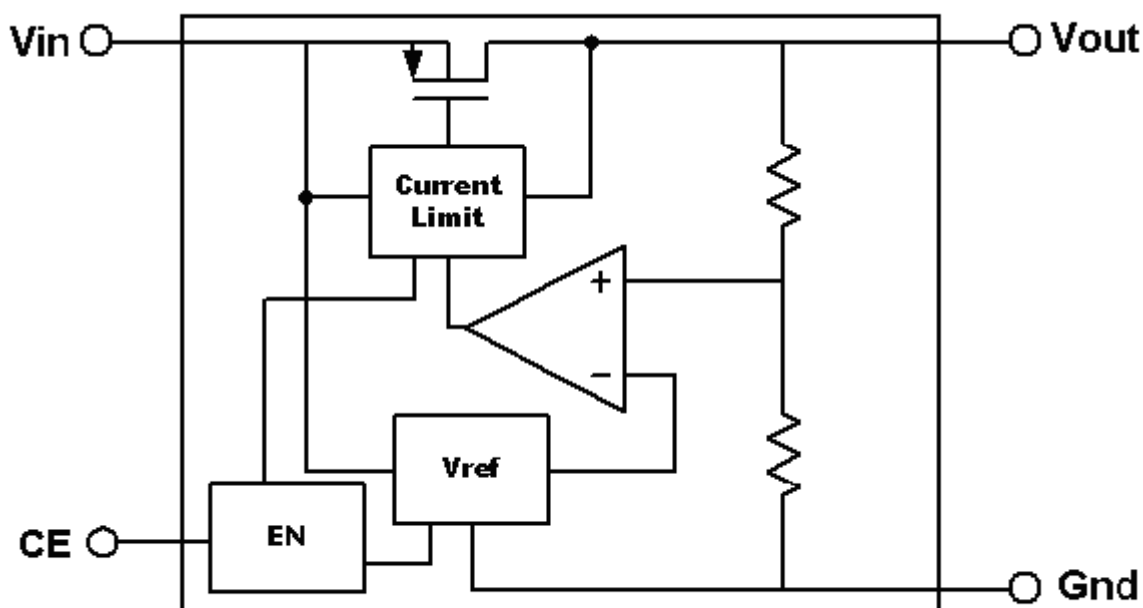 Vin
Vout
Current
Limit
+
−
Vref
EN
CE
Gnd